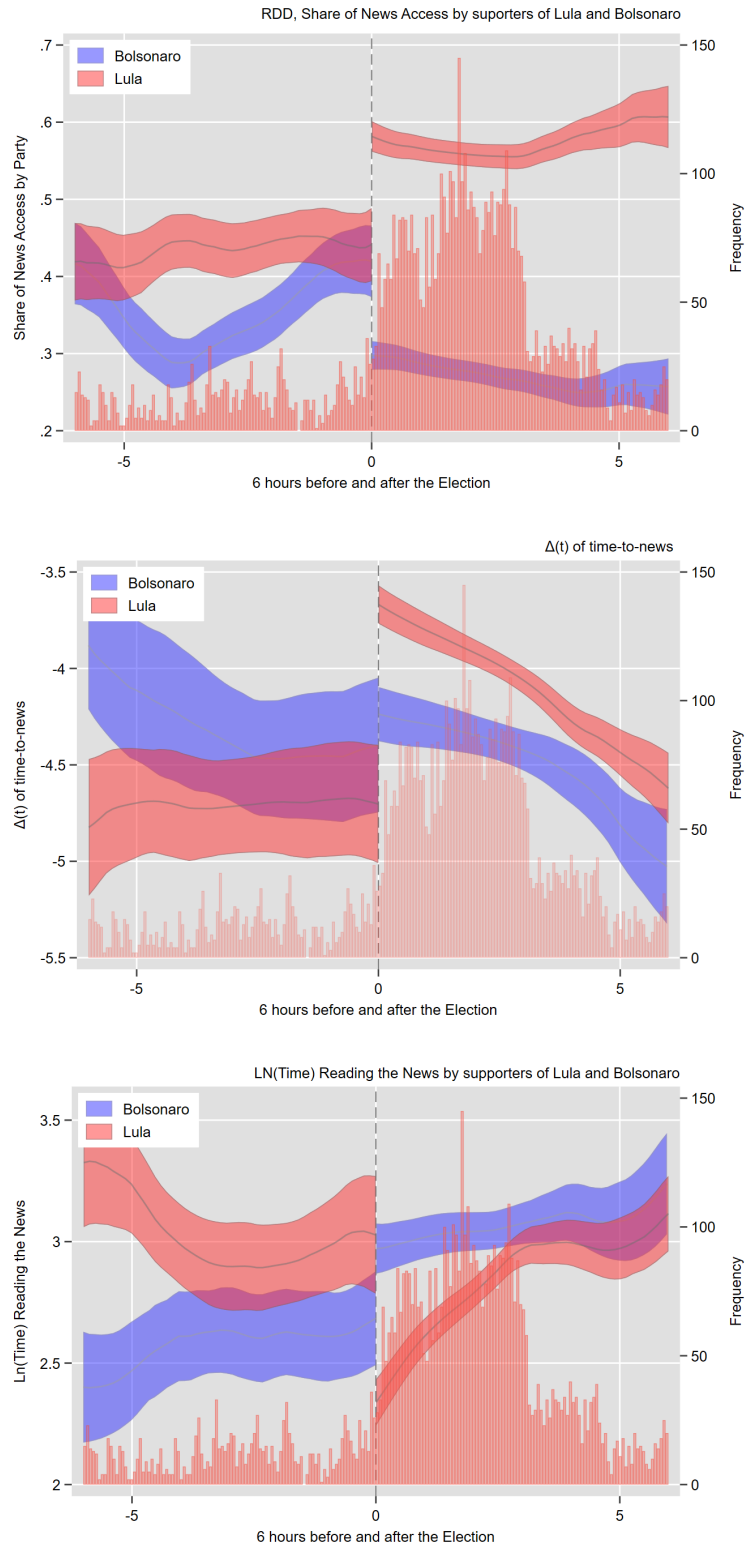 RDD, Share of News Access by suporters of Lula and Bolsonaro
Bolsonaro
Lula
.7
.6
.5
.4
.3
.2
Share of News Access by Party
150
100
50
0
Frequency
-5
0
5
6 hours before and after the Election
Δ(t) of time-to-news
Bolsonaro
Lula
-3.5
-4
-4.5
-5
-5.5
Δ(t) of time-to-news
150
100
50
0
Frequency
-5
0
5
6 hours before and after the Election
LN(Time) Reading the News by supporters of Lula and Bolsonaro
Bolsonaro
Lula
3.5
3
2.5
2
Ln(Time) Reading the News
150
100
50
0
Frequency
-5
0
5
6 hours before and after the Election